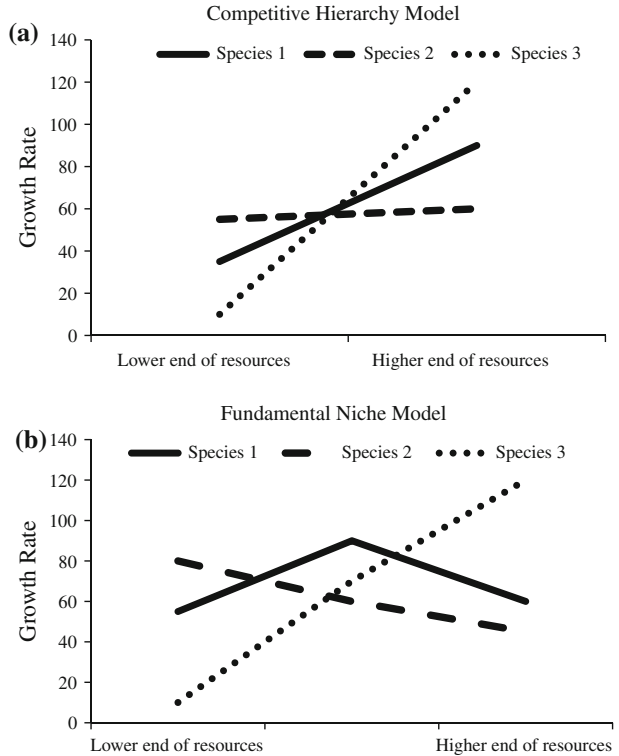 Competitive Hierarchy Model
(a)
140
Species 1 Species 2 Species 3
120
100
80
60
40
20
0
Growth Rate
Lower end of resources Higher end of resources
Fundamental Niche Model
(b)
140
Species 1 Species 2 Species 3
120
100
80
60
40
20
0
Growth Rate
Lower end of resources Higher end of resources